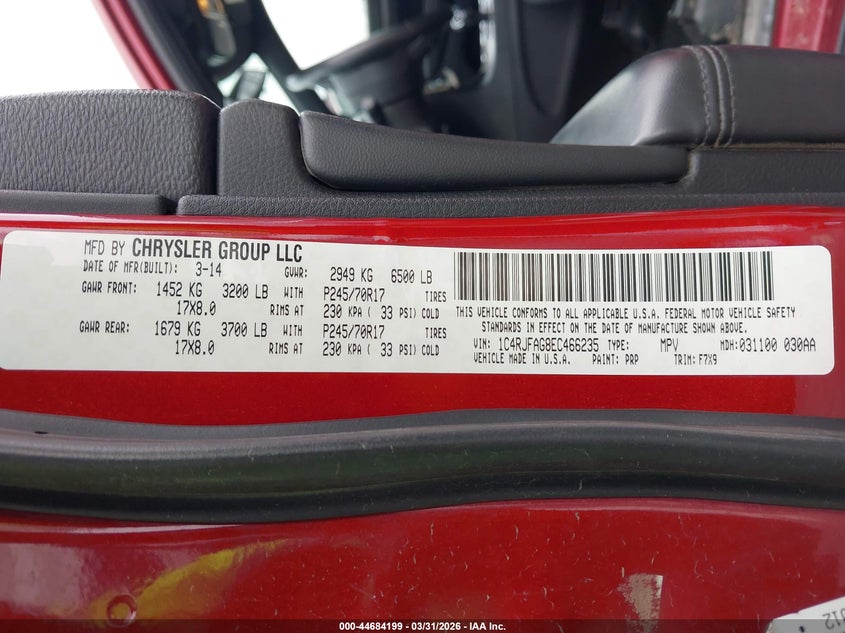 MFD BY CHRYSLER GROUP LLC
DATE OF MFR(BUILT): 3-14 GVWR: 2949 KG 6500 LB
GAWR FRONT: 1452 KG 3200 LB WITH P245/70R17 TIRES
17X8.0 RIMS AT 230 KPA ( 33 PSI) COLD
GAWR REAR: 1679 KG 3700 LB WITH P245/70R17 TIRES
17X8.0 RIMS AT 230 KPA ( 33 PSI) COLD
THIS VEHICLE CONFORMS TO ALL APPLICABLE U.S.A. FEDERAL MOTOR VEHICLE SAFETY
STANDARDS IN EFFECT ON THE DATE OF MANUFACTURE SHOWN ABOVE.
VIN: 1C4RJFAG8EC466235 TYPE: MPV MDH: 031100 030AA
VEHICLE MADE IN U.S.A. PAINT: PRP TRIM: F7X9
000-44684199 — 03/31/2026 — IAA Inc.